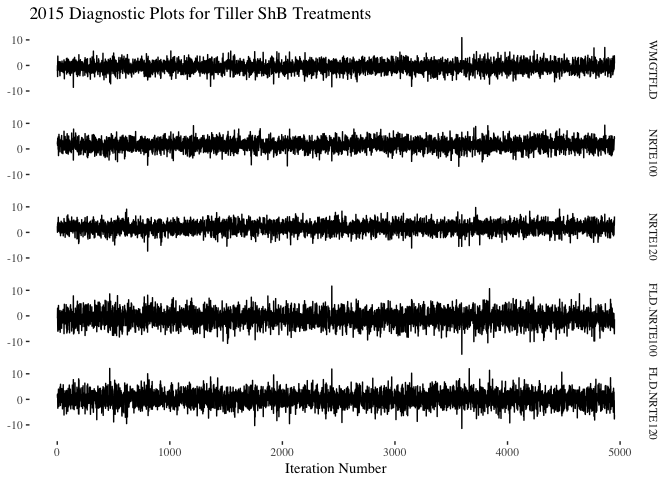 2015 Diagnostic Plots for Tiller ShB Treatments
10
0
-10
WMGTFLD
10
0
-10
NRTE100
10
0
-10
NRTE120
10
0
-10
FLD.NRTE100
10
0
-10
FLD.NRTE120
0 1000 2000 3000 4000 5000
Iteration Number